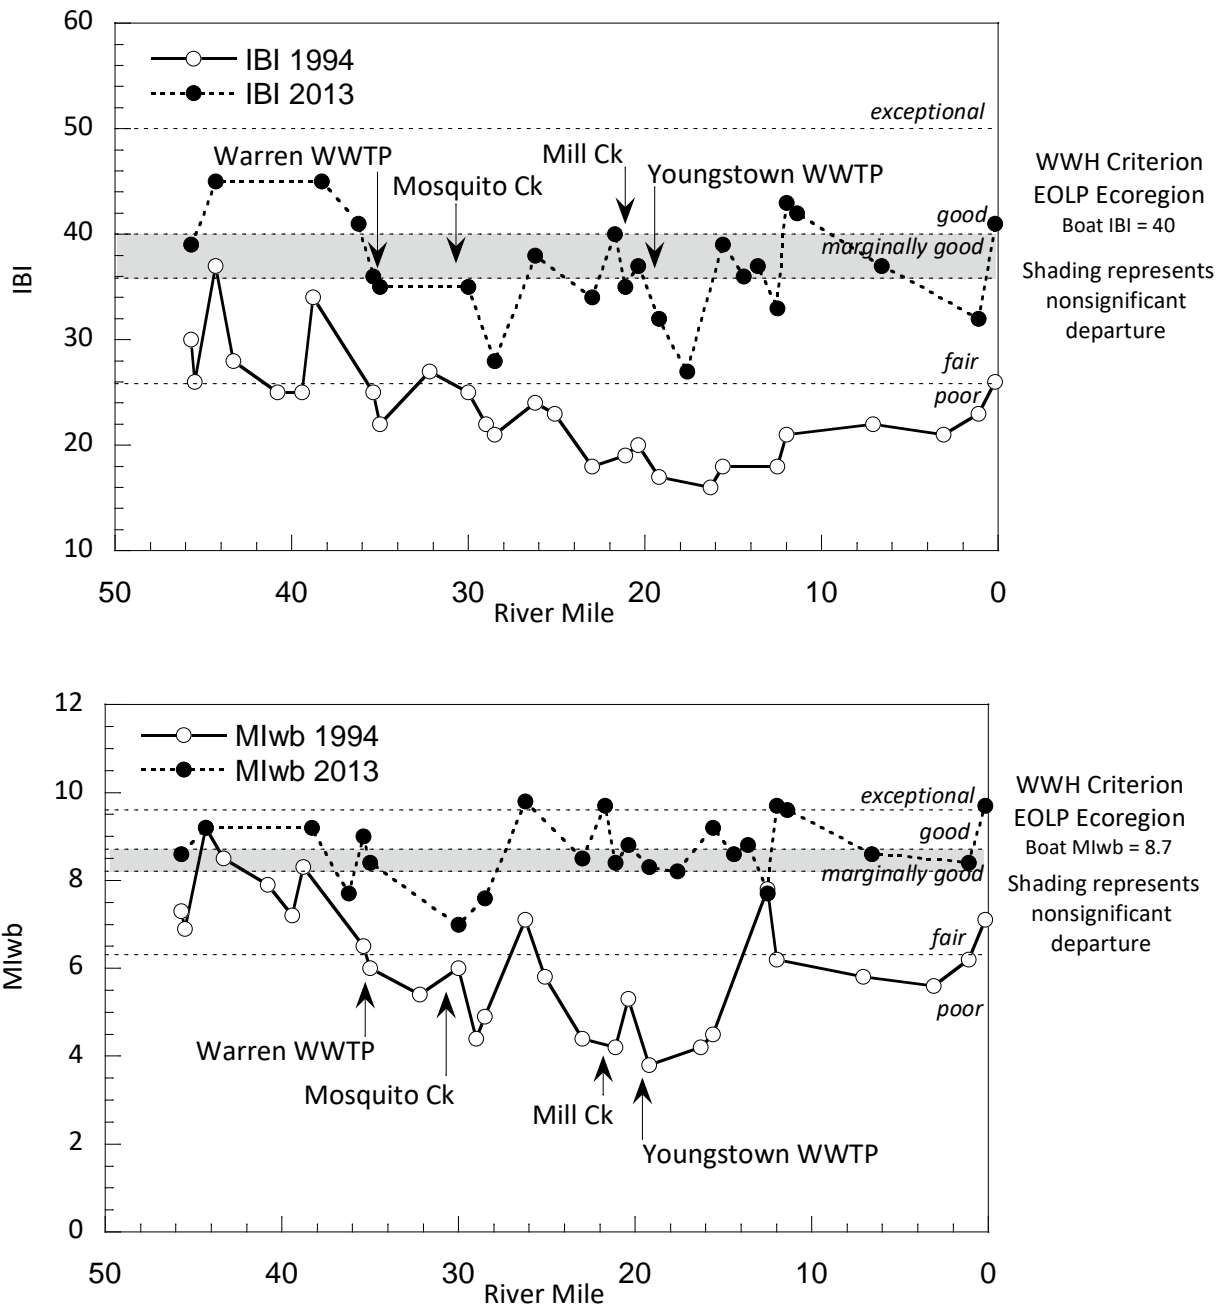 60
50
40
30
20
10
IBI
IBI 1994
IBI 2013
exceptional
Warren WWTP
Mosquito Ck
Mill Ck
Youngstown WWTP
good
marginally good
fair
poor
WWH Criterion
EOLP Ecoregion
Boat IBI = 40
Shading represents
nonsignificant
departure
50 40 30 20 10 0
River Mile
12
10
8
6
4
2
0
MIwb
MIwb 1994
MIwb 2013
exceptional
good
marginally good
fair
poor
Warren WWTP
Mosquito Ck
Mill Ck
Youngstown WWTP
WWH Criterion
EOLP Ecoregion
Boat MIwb = 8.7
Shading represents
nonsignificant
departure
50 40 30 20 10 0
River Mile